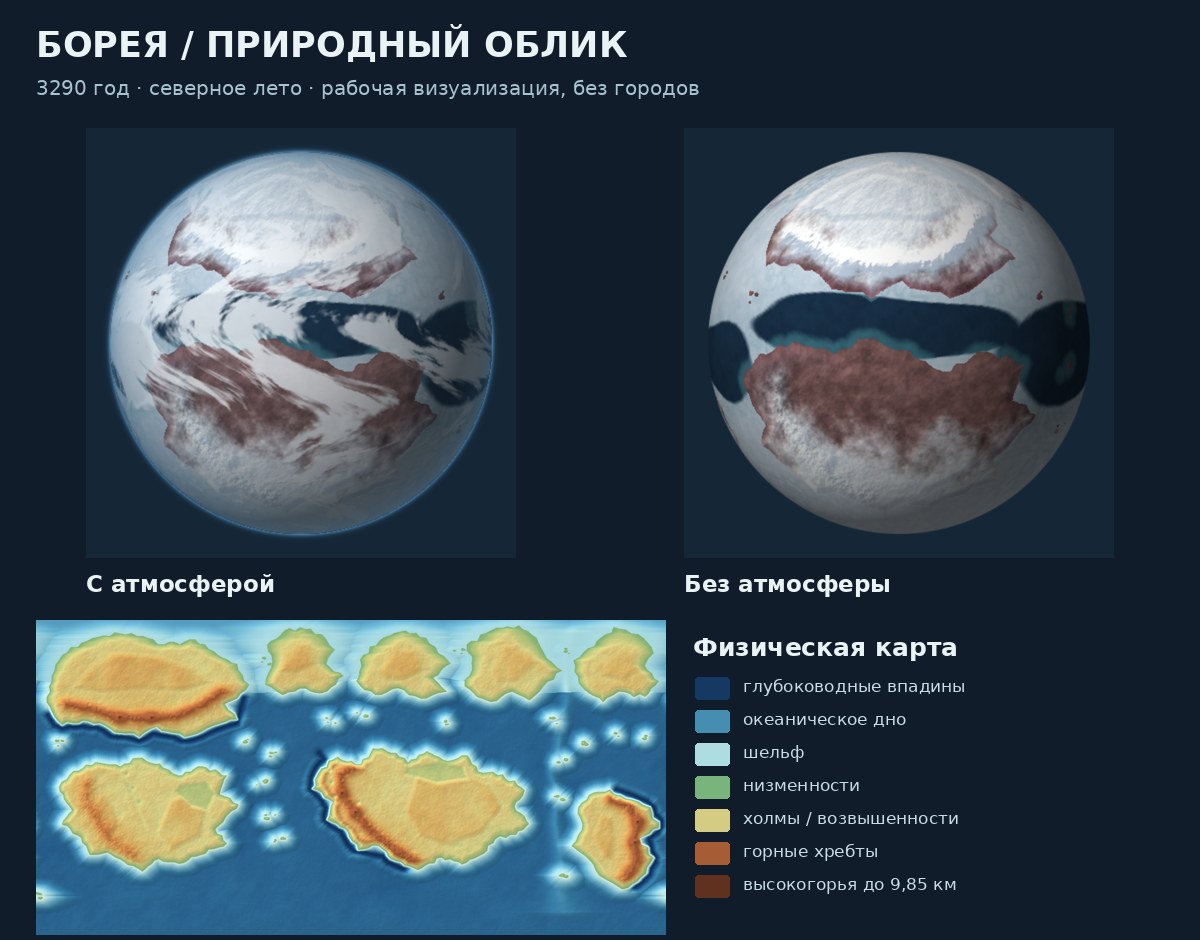 БОРЕЯ / ПРИРОДНЫЙ ОБЛИК
3290 год · северное лето · рабочая визуализация, без городов
С атмосферой
Без атмосферы
Физическая карта
глубоководные впадины
океаническое дно
шельф
низменности
холмы / возвышенности
горные хребты
высокогорья до 9,85 км